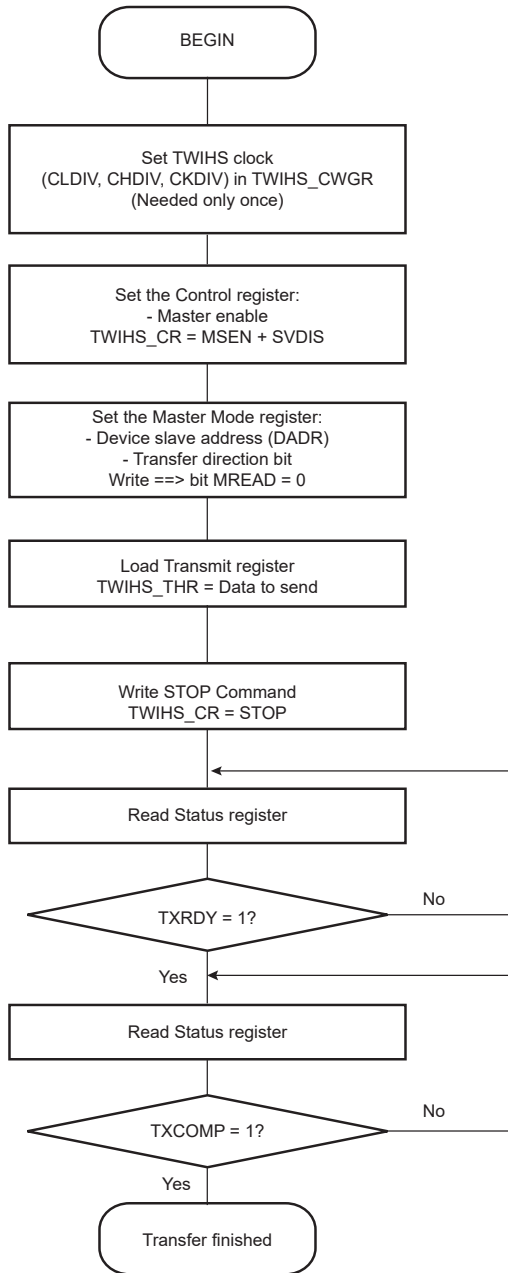 BEGIN
Set TWIHS clock
(CLDIV, CHDIV, CKDIV) in TWIHS_CWGR
(Needed only once)
Set the Control register:
- Master enable
TWIHS_CR = MSEN + SVDIS
Set the Master Mode register:
- Device slave address (DADR)
- Transfer direction bit
Write ==> bit MREAD = 0
Load Transmit register
TWIHS_THR = Data to send
Write STOP Command
TWIHS_CR = STOP
Read Status register
TXRDY = 1?
No
Yes
Read Status register
TXCOMP = 1?
No
Yes
Transfer finished